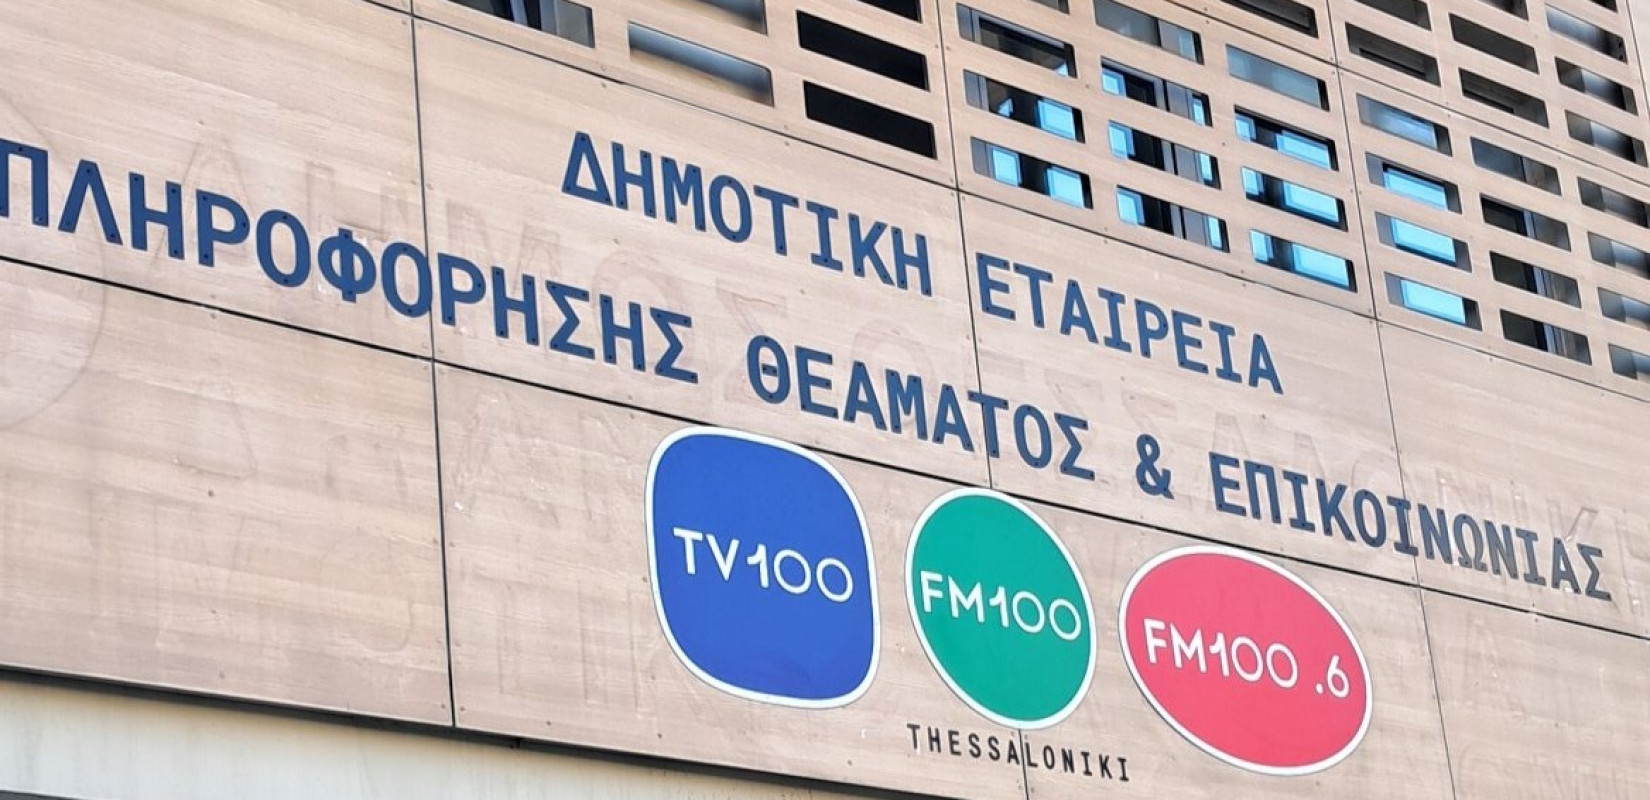 ΔΗΜΟΤΙΚΗ ΕΤΑΙΡΕΙΑ
ΠΛΗΡΟΦΟΡΗΣΗΣ ΘΕΑΜΑΤΟΣ & ΕΠΙΚΟΙΝΩΝΙΑΣ
TV100
FM100
FM100.6
THESSALONIKI